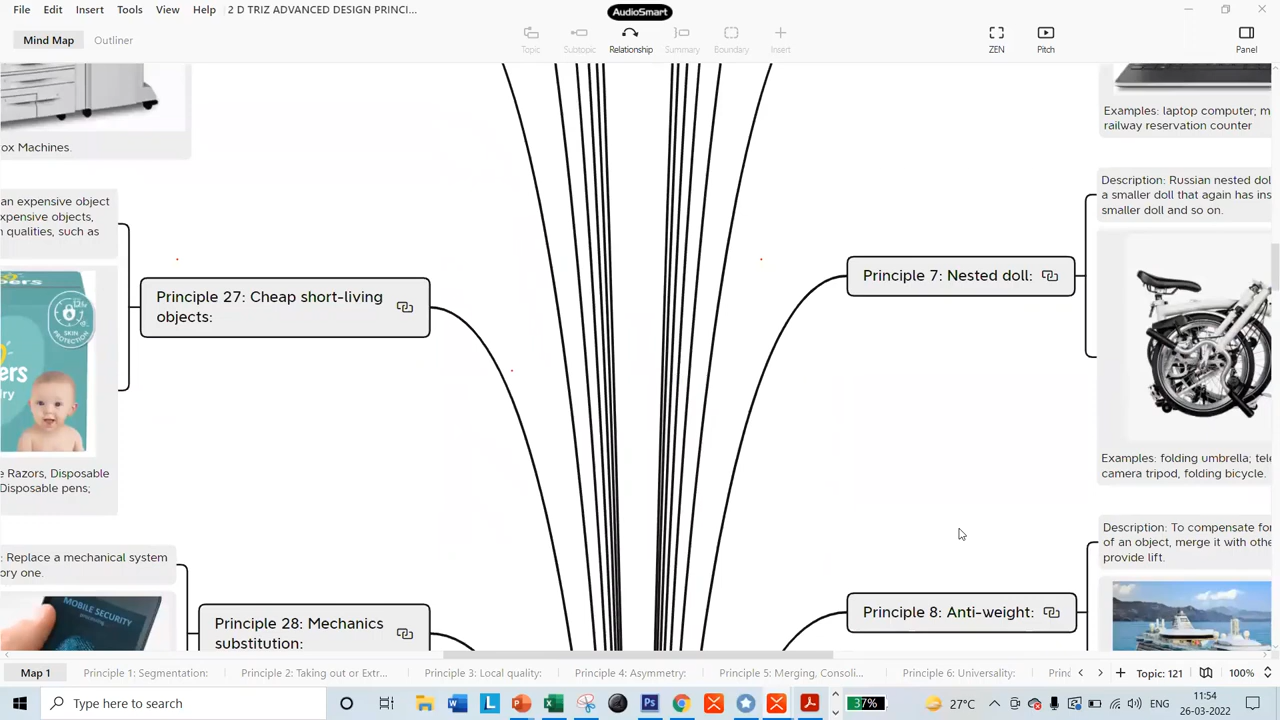 File Edit Insert Tools View Help 2 D TRIZ ADVANCED DESIGN PRINCI...
AudioSmart
Mind Map Outliner
Topic Subtopic Relationship Summary Boundary Insert ZEN Pitch Panel
ox Machines.
Examples: laptop computer; m
railway reservation counter
an expensive object
expensive objects,
qualities, such as
Principle 27: Cheap short-living
objects:
SKIN
PROTECTION
ers
ry
e Razors, Disposable
Disposable pens;
Description: Russian nested dol
a smaller doll that again has ins
smaller doll and so on.
Principle 7: Nested doll:
Examples: folding umbrella; tele
camera tripod, folding bicycle.
: Replace a mechanical system
ory one.
MOBILE SECURITY
Principle 28: Mechanics
substitution:
Description: To compensate for
of an object, merge it with othe
provide lift.
Principle 8: Anti-weight:
Map 1 Principle 1: Segmentation: Principle 2: Taking out or Extr... Principle 3: Local quality: Principle 4: Asymmetry: Principle 5: Merging, Consoli... Principle 6: Universality: Princ
Topic: 121 100%
Type here to search
37% 27°C ENG
11:54
26-03-2022